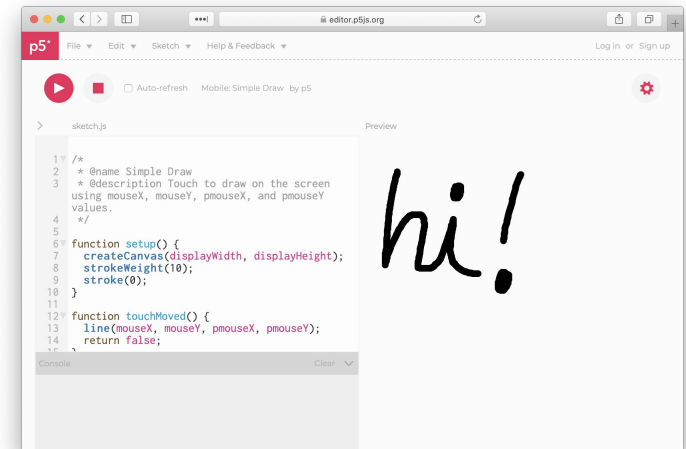 editor.p5js.org
p5* File Edit Sketch Help & Feedback Log in or Sign up
Auto-refresh Mobile: Simple Draw by p5
sketch.js
Preview
1 /*
2 * @name Simple Draw
3 * @description Touch to draw on the screen
using mouseX, mouseY, pmouseX, and pmouseY
values.
4 */
5
6 function setup() {
7 createCanvas(displayWidth, displayHeight);
8 strokeWeight(10);
9 stroke(0);
10 }
11
12 function touchMoved() {
13 line(mouseX, mouseY, pmouseX, pmouseY);
14 return false;
15 }
hi!
Console Clear